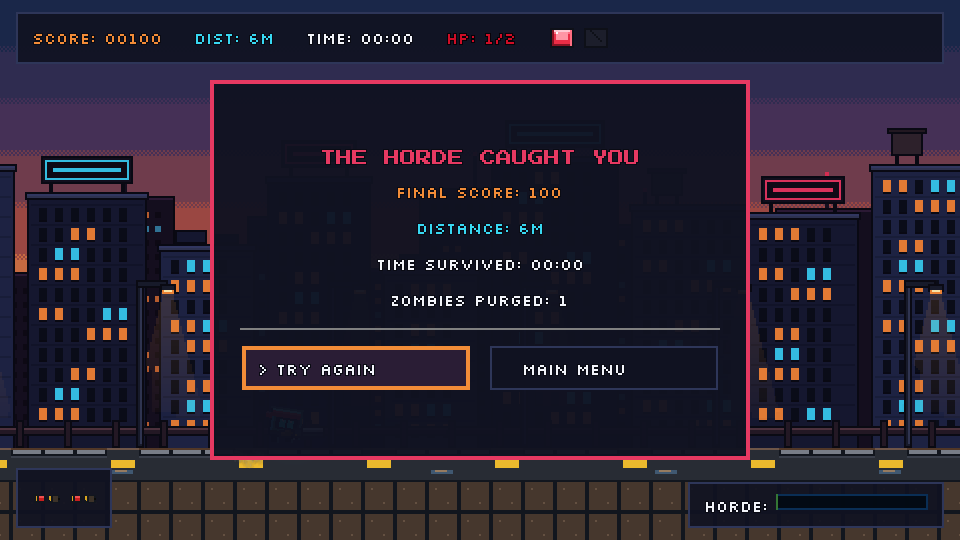 SCORE: 00100 DIST: 6M TIME: 00:00 HP: 1/2
THE HORDE CAUGHT YOU
FINAL SCORE: 100
DISTANCE: 6M
TIME SURVIVED: 00:00
ZOMBIES PURGED: 1
> TRY AGAIN
MAIN MENU
HORDE: